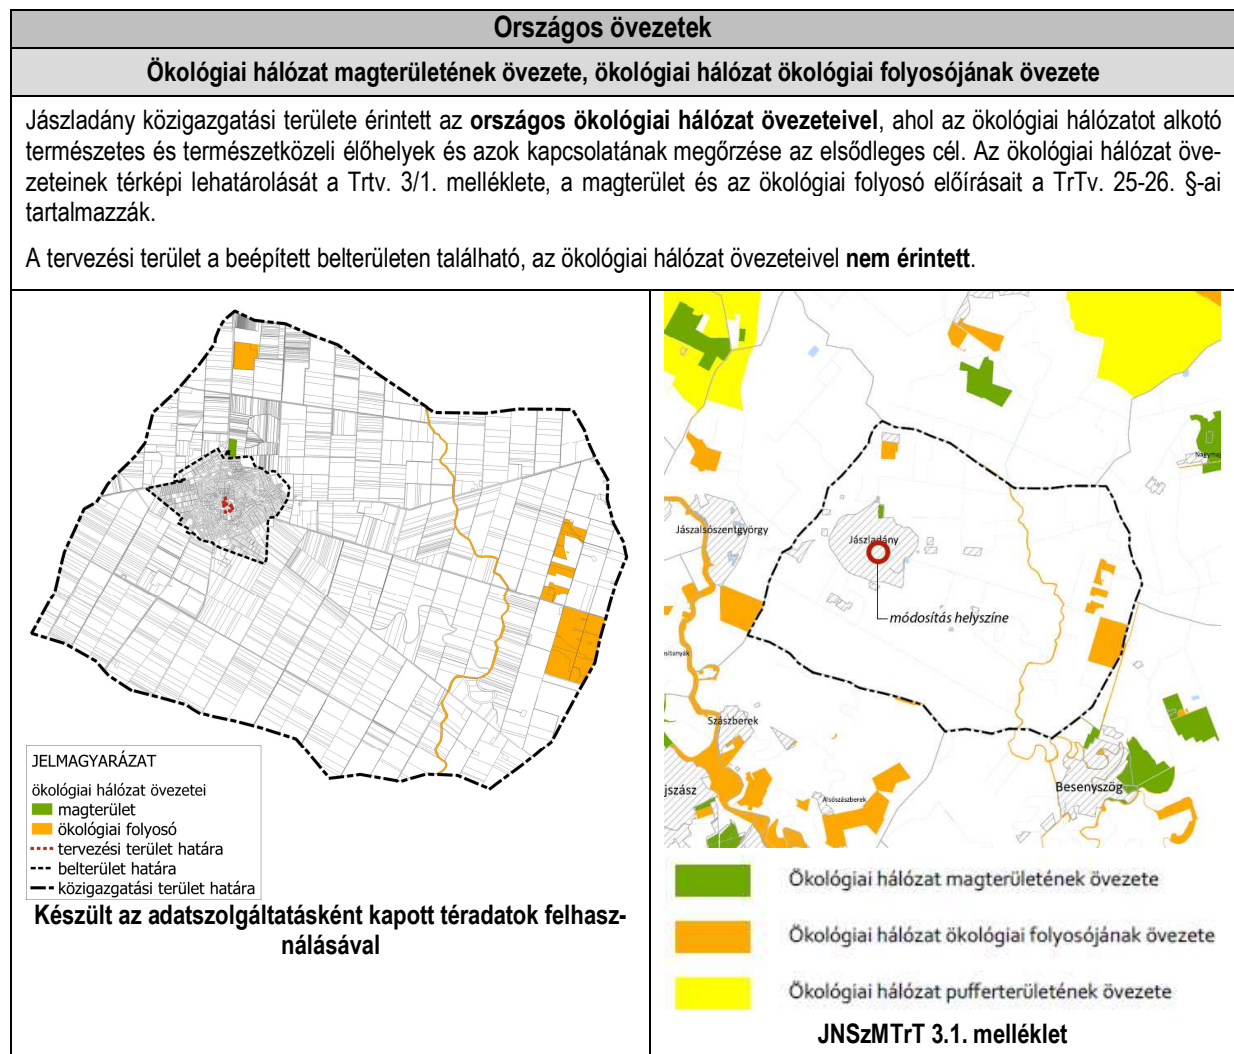 Országos övezetek
Ökológiai hálózat magterületének övezete, ökológiai hálózat ökológiai folyosójának övezete
Jászladány közigazgatási területe érintett az országos ökológiai hálózat övezeteivel, ahol az ökológiai hálózatot alkotó
természetes és természetközeli élőhelyek és azok kapcsolatának megőrzése az elsődleges cél. Az ökológiai hálózat öve-
zeteinek térképi lehatárolását a Trtv. 3/1. melléklete, a magterület és az ökológiai folyosó előírásait a TrTv. 25-26. §-ai
tartalmazzák.
A tervezési terület a beépített belterületen található, az ökológiai hálózat övezeteivel nem érintett.
JELMAGYARÁZAT
ökológiai hálózat övezetei
magterület
ökológiai folyosó
tervezési terület határa
belterület határa
közigazgatási terület határa
Készült az adatszolgáltatásként kapott téradatok felhasz-
nálásával
Jászalsószentgyörgy
Jászladány
módosítás helyszíne
Szászberek
Alsószászberek
jszász
Besenyszög
Ökológiai hálózat magterületének övezete
Ökológiai hálózat ökológiai folyosójának övezete
Ökológiai hálózat pufferterületének övezete
JNSzMTrT 3.1. melléklet